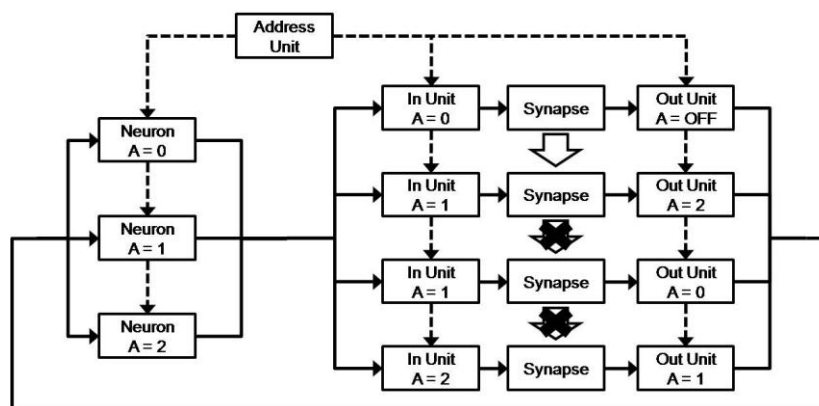 Address
Unit
Neuron
A = 0
Neuron
A = 1
Neuron
A = 2
In Unit
A = 0
Synapse
Out Unit
A = OFF
In Unit
A = 1
Synapse
Out Unit
A = 2
In Unit
A = 1
Synapse
Out Unit
A = 0
In Unit
A = 2
Synapse
Out Unit
A = 1